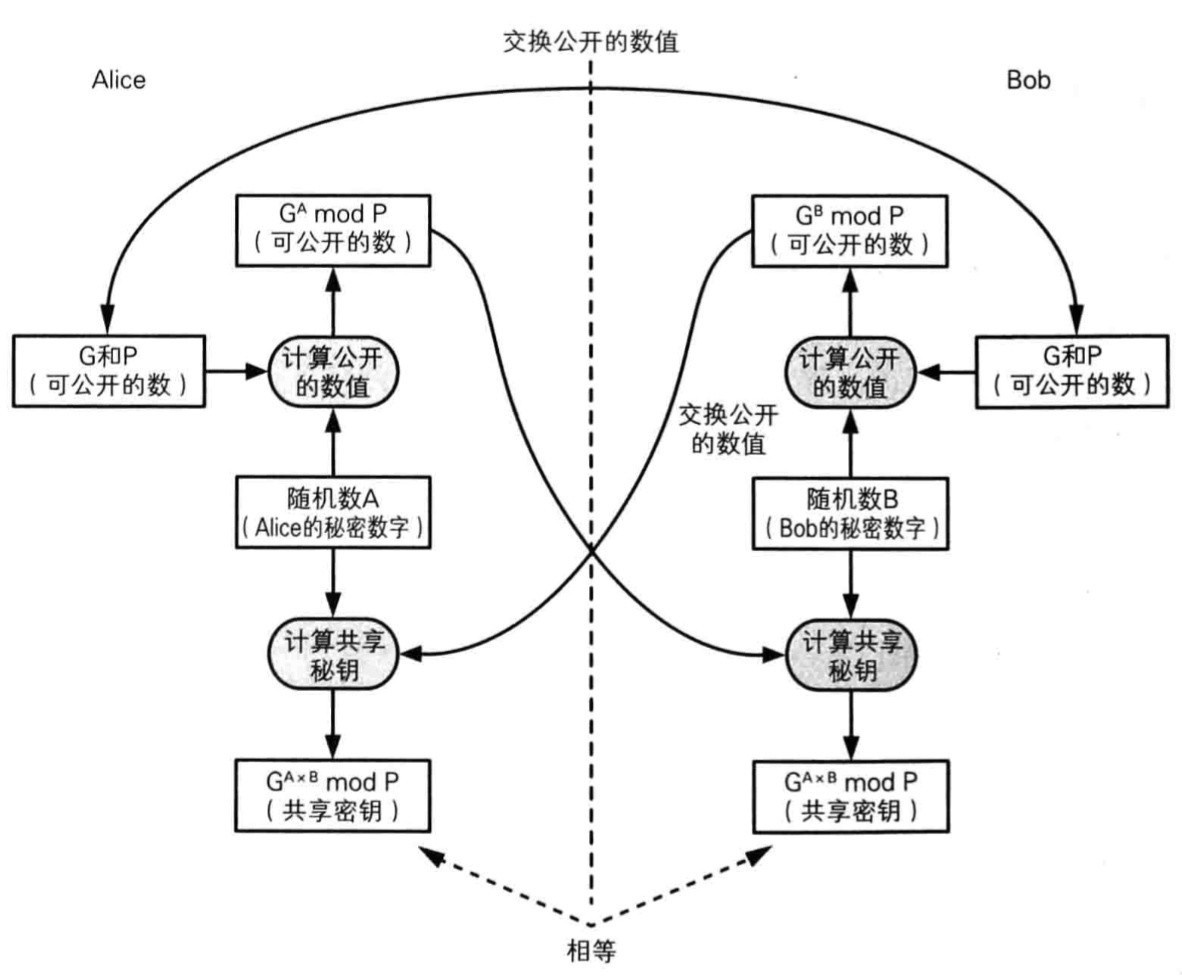 交换公开的数值
Alice
Bob
Gᴬ mod P
（可公开的数）
Gᴮ mod P
（可公开的数）
G和P
（可公开的数）
计算公开
的数值
计算公开
的数值
G和P
（可公开的数）
交换公开
的数值
随机数A
（Alice的秘密数字）
随机数B
（Bob的秘密数字）
计算共享
秘钥
计算共享
秘钥
Gᴬ˟ᴮ mod P
（共享密钥）
Gᴬ˟ᴮ mod P
（共享密钥）
相等